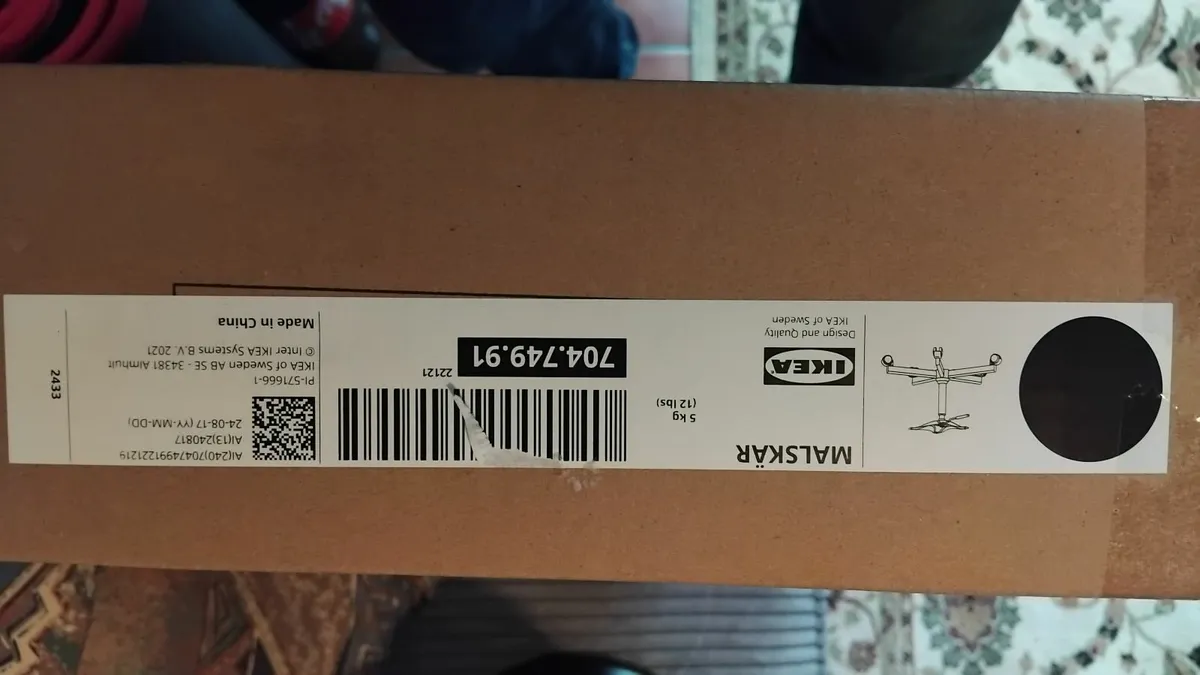 MALSKÄR
IKEA
Design and Quality
IKEA of Sweden
5 kg
(12 lbs)
22121
704.749.91
AI(240)70474991221219
AI(13)240817
24-08-17 (YY-MM-DD)
PI-571666-1
IKEA of Sweden AB SE - 34381 Älmhult
© Inter IKEA Systems B.V. 2021
Made in China
2433